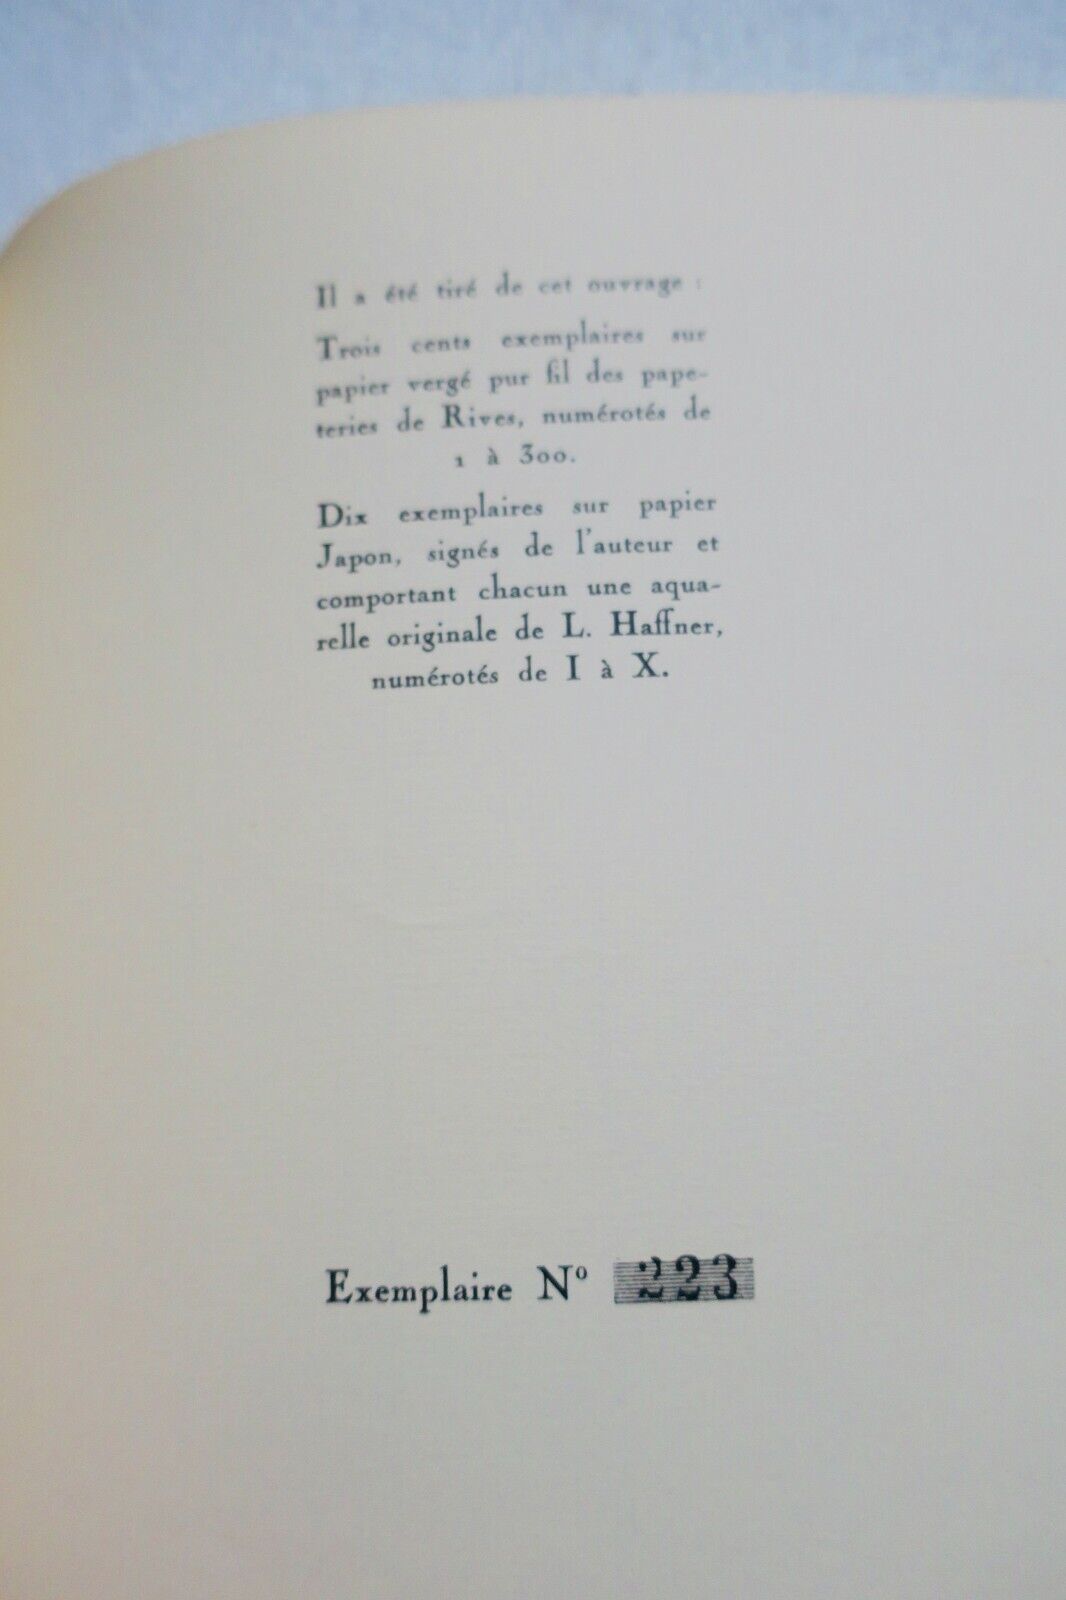 Il a été tiré de cet ouvrage :
Trois cents exemplaires sur
papier vergé pur fil des pape-
teries de Rives, numérotés de
1 à 300.
Dix exemplaires sur papier
Japon, signés de l'auteur et
comportant chacun une aqua-
relle originale de L. Haffner,
numérotés de I à X.
Exemplaire Nº 223